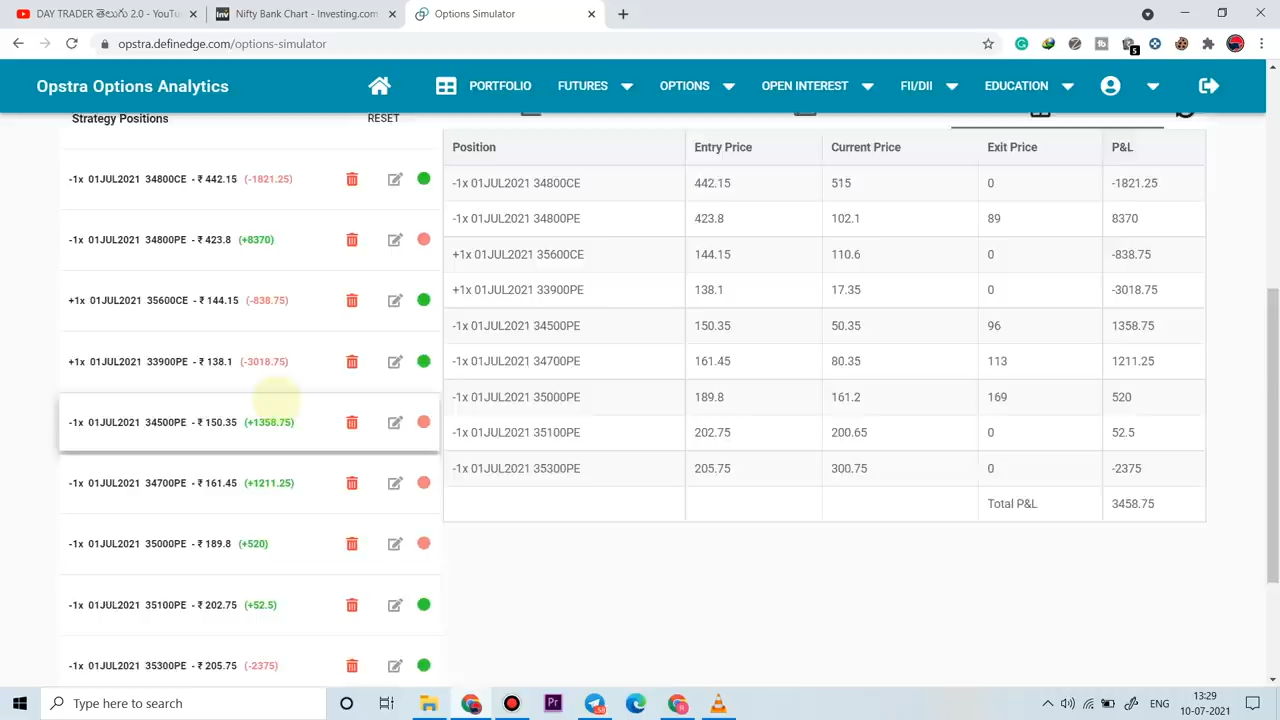 DAY TRADER తెలుగు 2.0 - YouTu
Nifty Bank Chart - Investing.com
Options Simulator
opstra.definedge.com/options-simulator
5
Opstra Options Analytics
PORTFOLIO
FUTURES
OPTIONS
OPEN INTEREST
FII/DII
EDUCATION
Strategy Positions
RESET
-1x 01JUL2021 34800CE - ₹ 442.15 (-1821.25)
-1x 01JUL2021 34800PE - ₹ 423.8 (+8370)
+1x 01JUL2021 35600CE - ₹ 144.15 (-838.75)
+1x 01JUL2021 33900PE - ₹ 138.1 (-3018.75)
-1x 01JUL2021 34500PE - ₹ 150.35 (+1358.75)
-1x 01JUL2021 34700PE - ₹ 161.45 (+1211.25)
-1x 01JUL2021 35000PE - ₹ 189.8 (+520)
-1x 01JUL2021 35100PE - ₹ 202.75 (+52.5)
-1x 01JUL2021 35300PE - ₹ 205.75 (-2375)
Position Entry Price Current Price Exit Price P&L
-1x 01JUL2021 34800CE 442.15 515 0 -1821.25
-1x 01JUL2021 34800PE 423.8 102.1 89 8370
+1x 01JUL2021 35600CE 144.15 110.6 0 -838.75
+1x 01JUL2021 33900PE 138.1 17.35 0 -3018.75
-1x 01JUL2021 34500PE 150.35 50.35 96 1358.75
-1x 01JUL2021 34700PE 161.45 80.35 113 1211.25
-1x 01JUL2021 35000PE 189.8 161.2 169 520
-1x 01JUL2021 35100PE 202.75 200.65 0 52.5
-1x 01JUL2021 35300PE 205.75 300.75 0 -2375
Total P&L 3458.75
Type here to search
ENG
13:29
10-07-2021